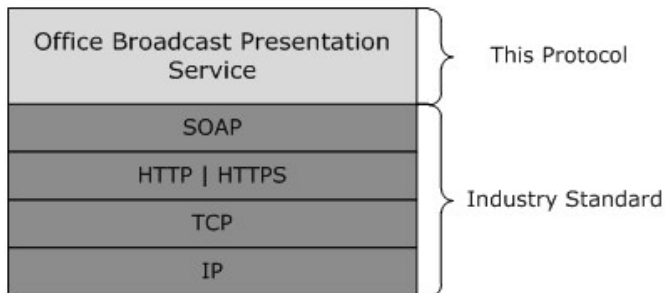 Office Broadcast Presentation
Service
This Protocol
SOAP
HTTP | HTTPS
Industry Standard
TCP
IP